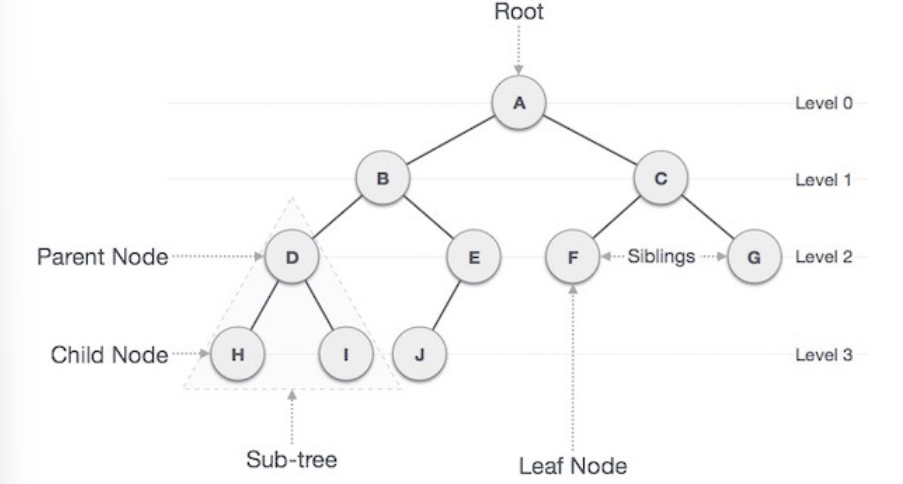 Root
A
Level 0
B
C
Level 1
Parent Node
D
E
F
Siblings
G
Level 2
Child Node
H
I
J
Level 3
Sub-tree
Leaf Node